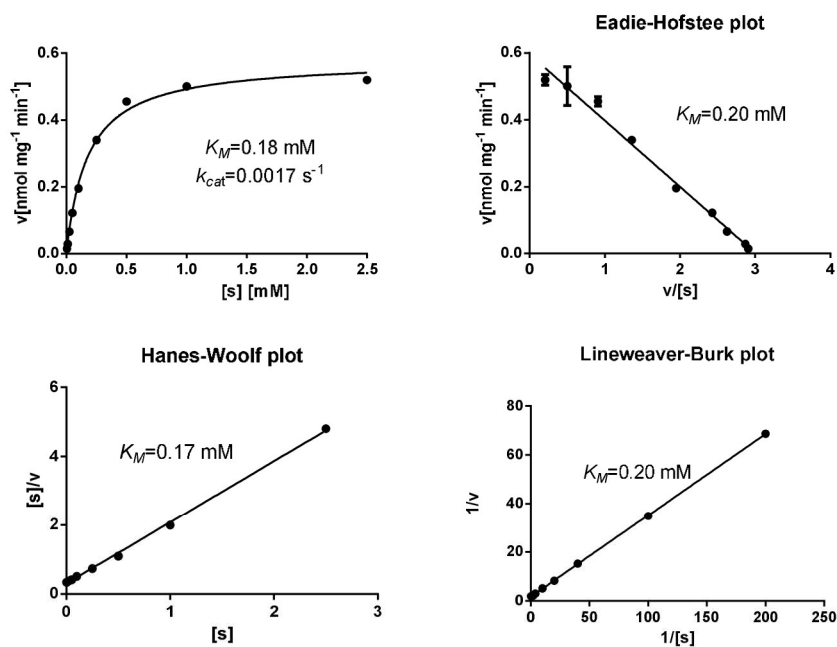 0.6
0.4
0.2
0.0
v[nmol mg⁻¹ min⁻¹]
K_M=0.18 mM
k_cat=0.0017 s⁻¹
0.0 0.5 1.0 1.5 2.0 2.5
[s] [mM]
Eadie-Hofstee plot
0.6
0.4
0.2
0.0
v[nmol mg⁻¹ min⁻¹]
K_M=0.20 mM
0 1 2 3 4
v/[s]
Hanes-Woolf plot
6
4
2
0
[s]/v
K_M=0.17 mM
0 1 2 3
[s]
Lineweaver-Burk plot
80
60
40
20
0
1/v
K_M=0.20 mM
0 50 100 150 200 250
1/[s]